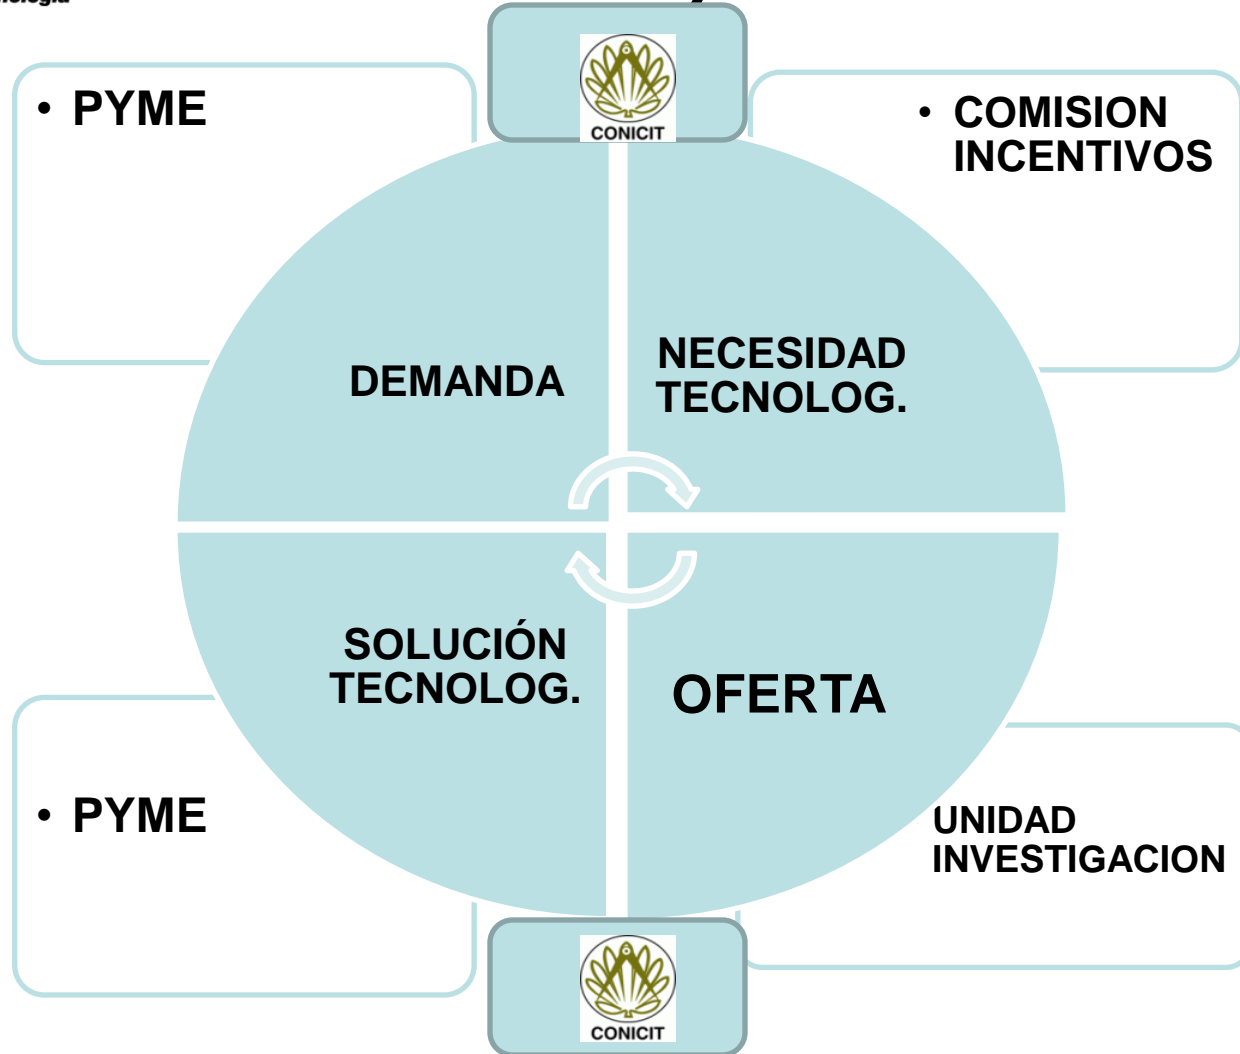 CONICIT
• PYME
• COMISION
INCENTIVOS
DEMANDA
NECESIDAD
TECNOLOG.
SOLUCIÓN
TECNOLOG.
OFERTA
• PYME
UNIDAD
INVESTIGACION
CONICIT